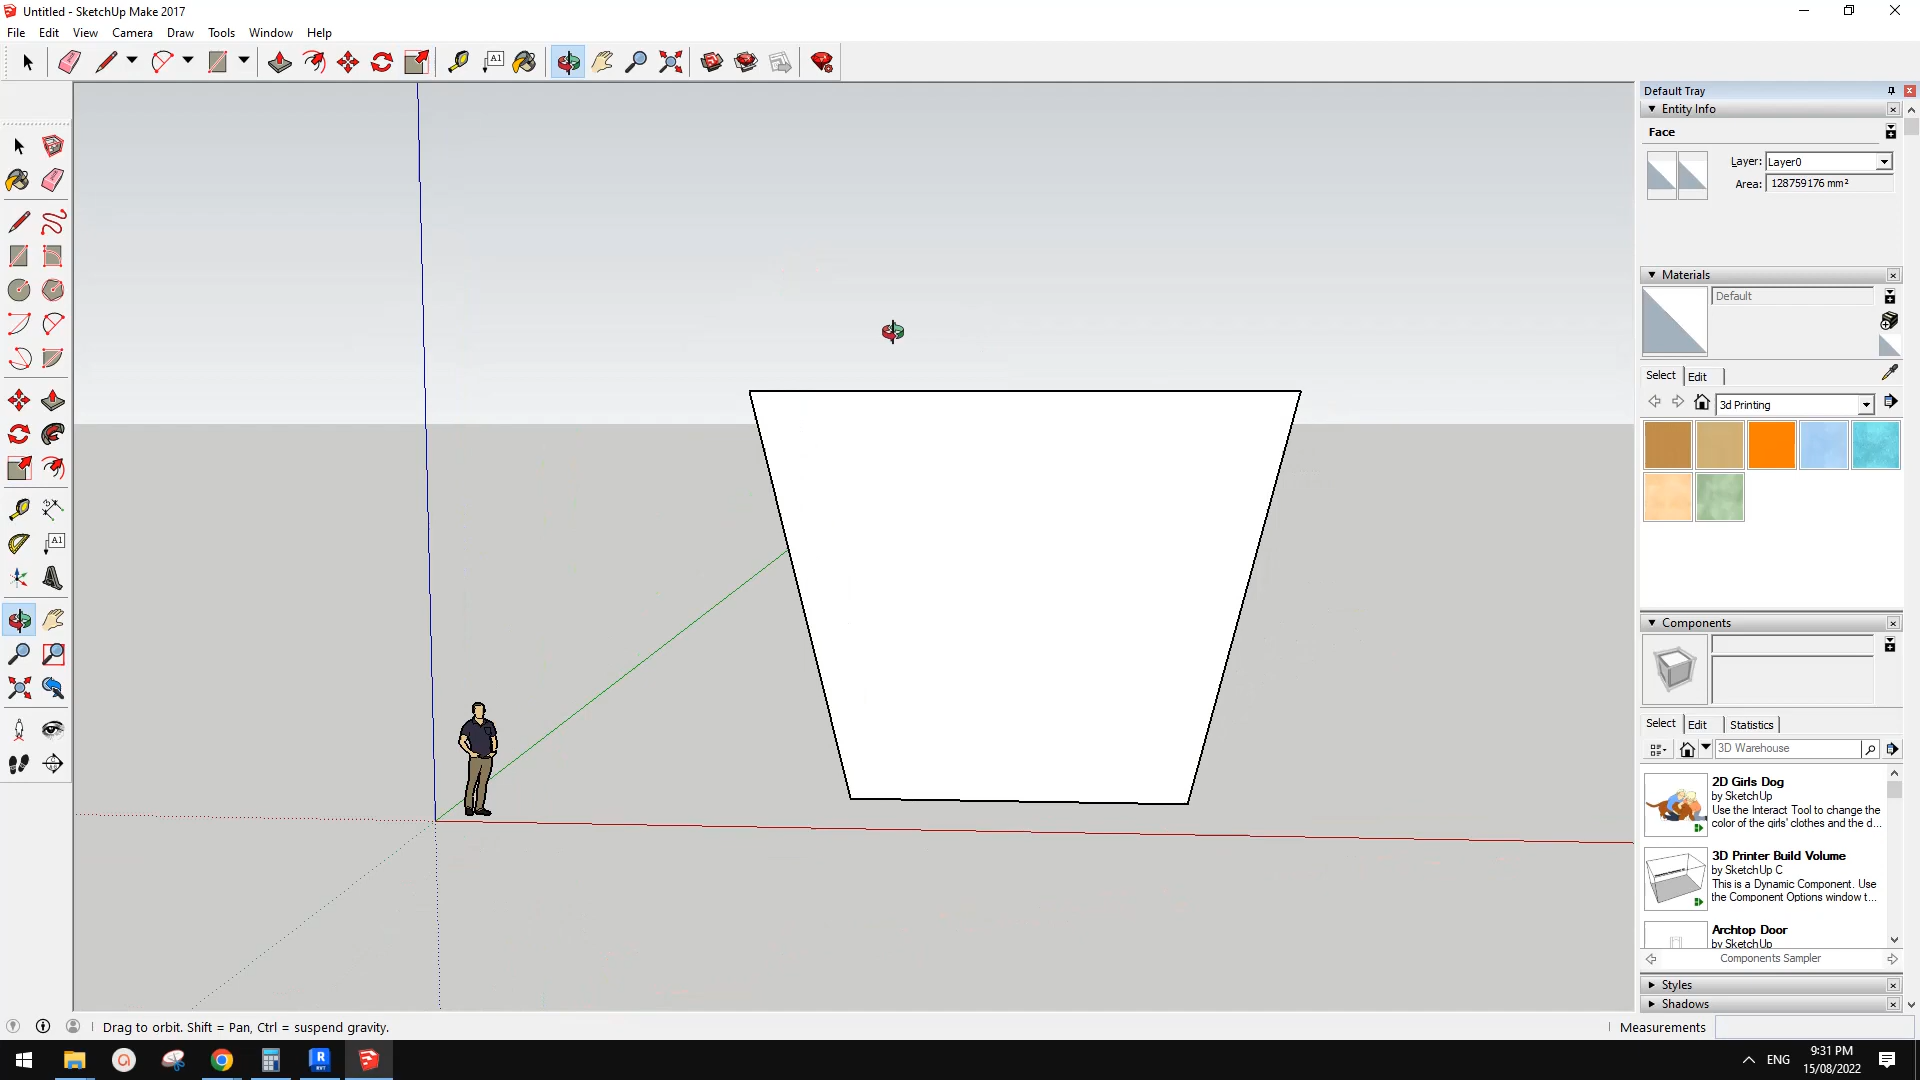 Untitled - SketchUp Make 2017
File Edit View Camera Draw Tools Window Help
A1
Default Tray
Entity Info
Face
Layer: Layer0
Area: 128759176 mm²
Materials
Default
Select Edit
3d Printing
A1
Components
Select Edit Statistics
3D Warehouse
2D Girls Dog
by SketchUp
Use the Interact Tool to change the
color of the girls' clothes and the d...
3D Printer Build Volume
by SketchUp C
This is a Dynamic Component. Use
the Component Options window t...
Archtop Door
by SketchUp
Components Sampler
Styles
Shadows
Drag to orbit. Shift = Pan, Ctrl = suspend gravity.
Measurements
R
RVT
ENG
9:31 PM
15/08/2022